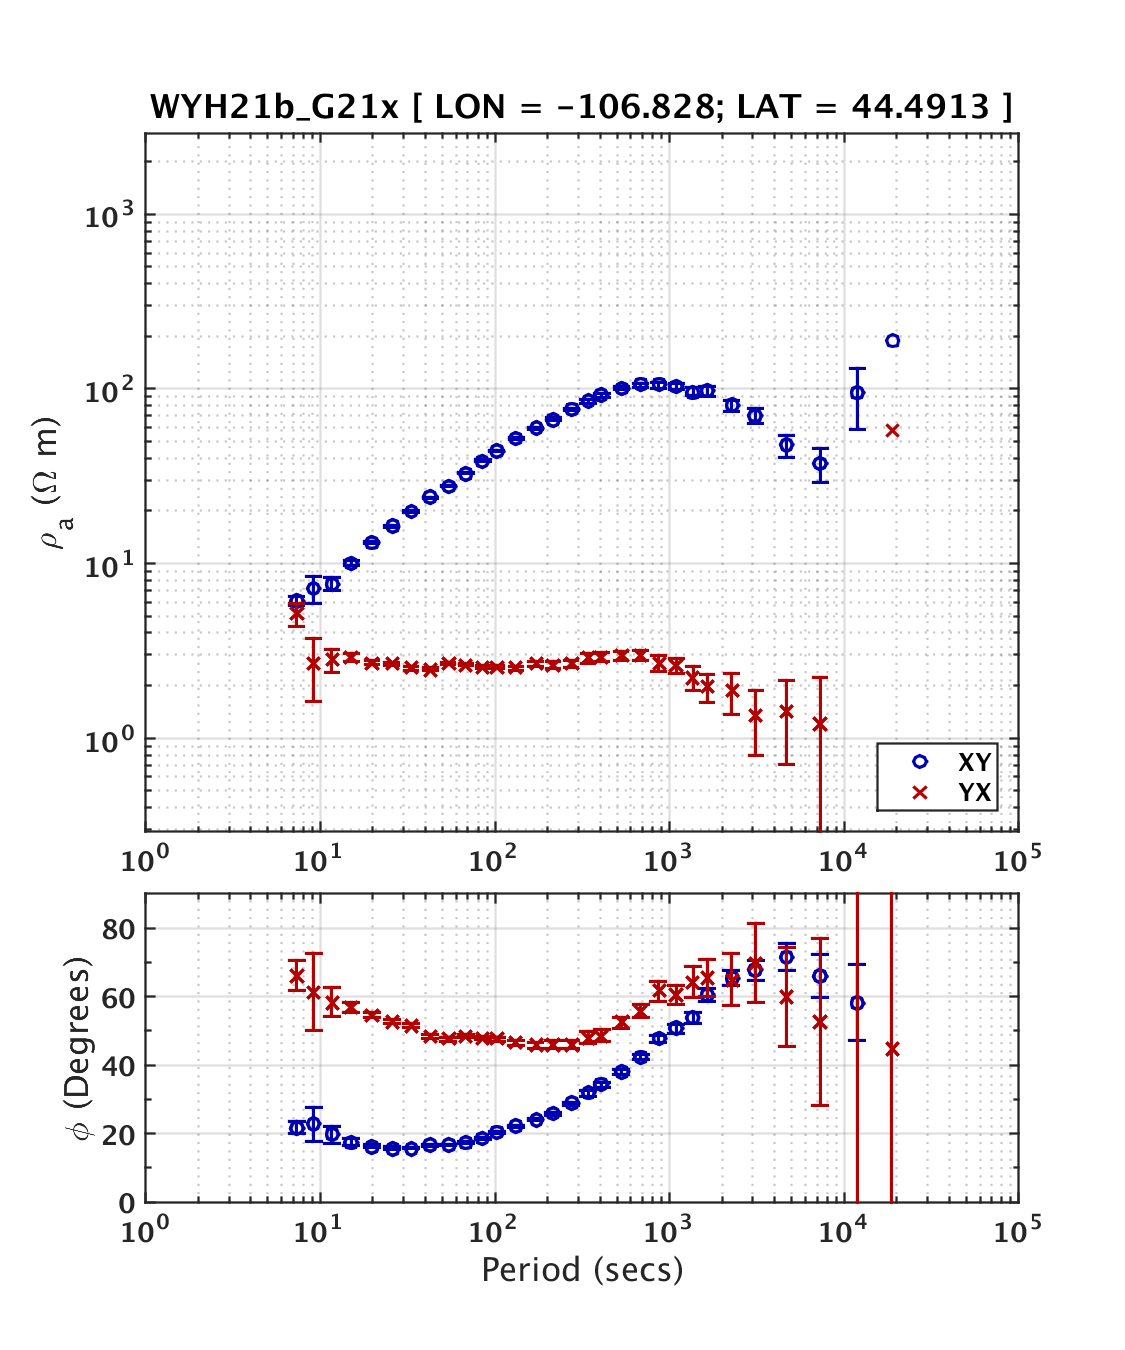 WYH21b_G21x [ LON = -106.828; LAT = 44.4913 ]
10³
10²
10¹
10⁰
ρa (Ω m)
XY
YX
10⁰ 10¹ 10² 10³ 10⁴ 10⁵
80
60
40
20
0
ϕ (Degrees)
10⁰ 10¹ 10² 10³ 10⁴ 10⁵
Period (secs)